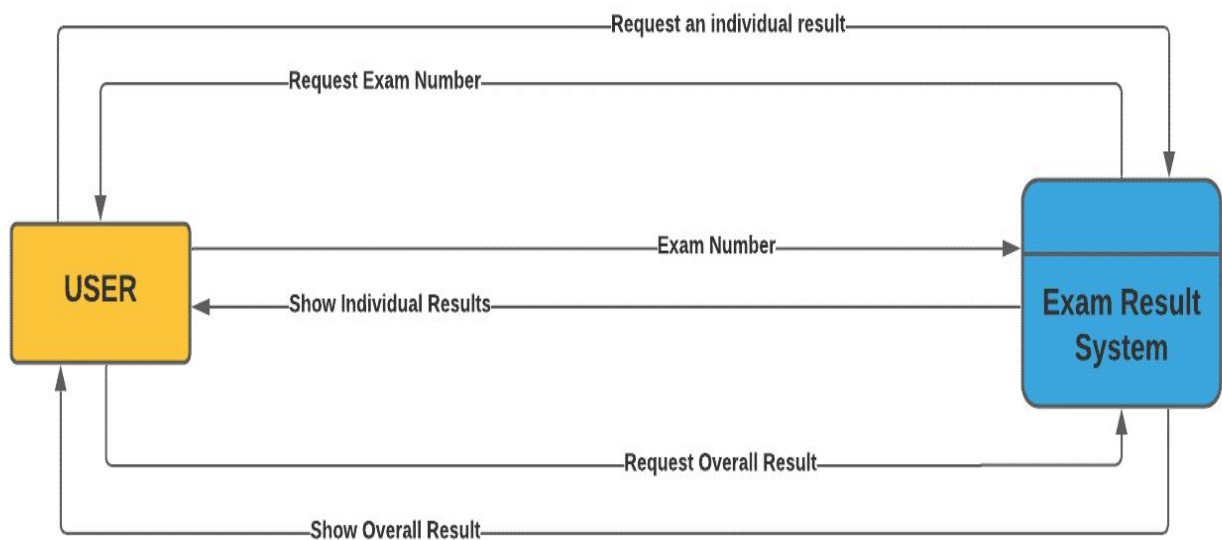 Request an individual result
Request Exam Number
Exam Number
USER
Show Individual Results
Exam Result
System
Request Overall Result
Show Overall Result